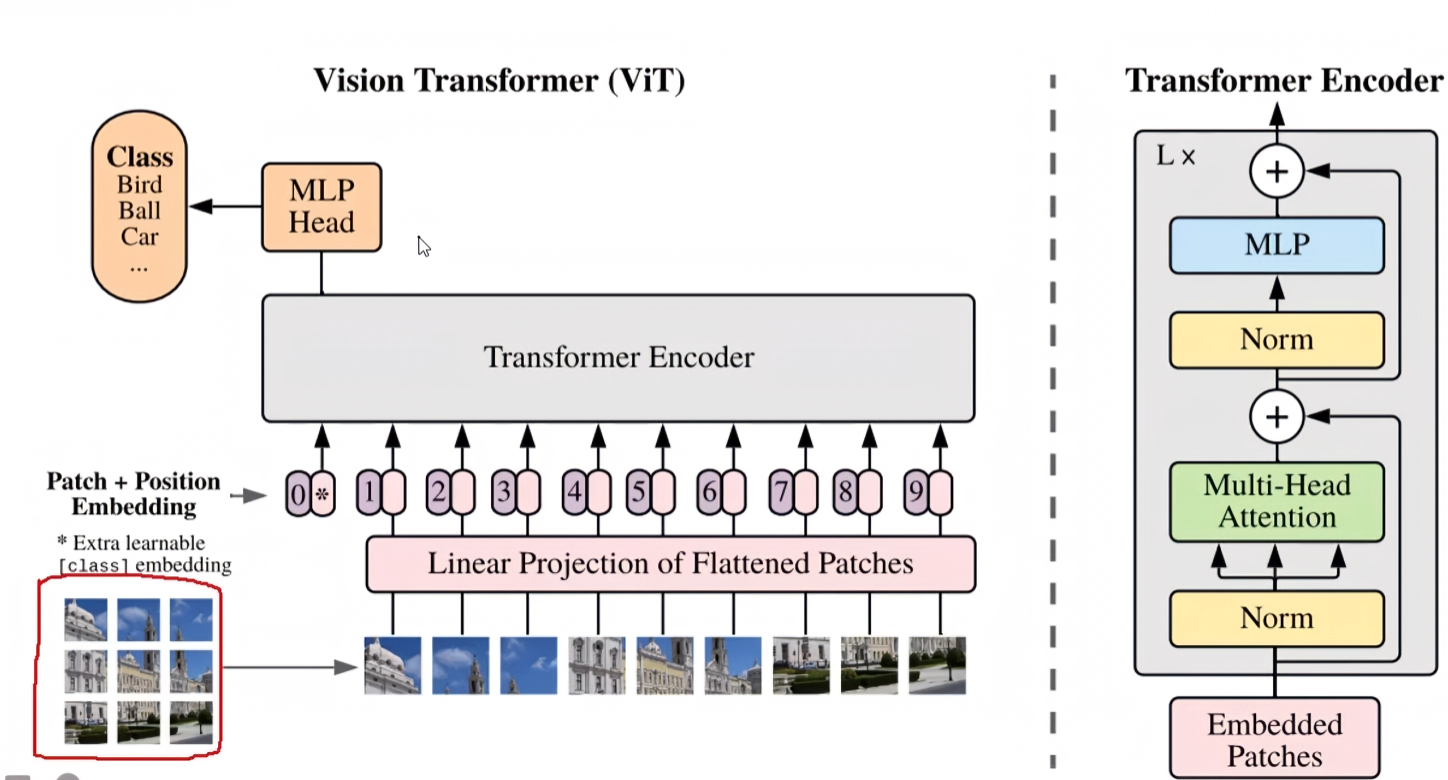 Vision Transformer (ViT)
Class
Bird
Ball
Car
...
MLP
Head
Transformer Encoder
Patch + Position
Embedding
0 * 1 2 3 4 5 6 7 8 9
* Extra learnable
[class] embedding
Linear Projection of Flattened Patches
Transformer Encoder
L ×
+
MLP
Norm
+
Multi-Head
Attention
Norm
Embedded
Patches